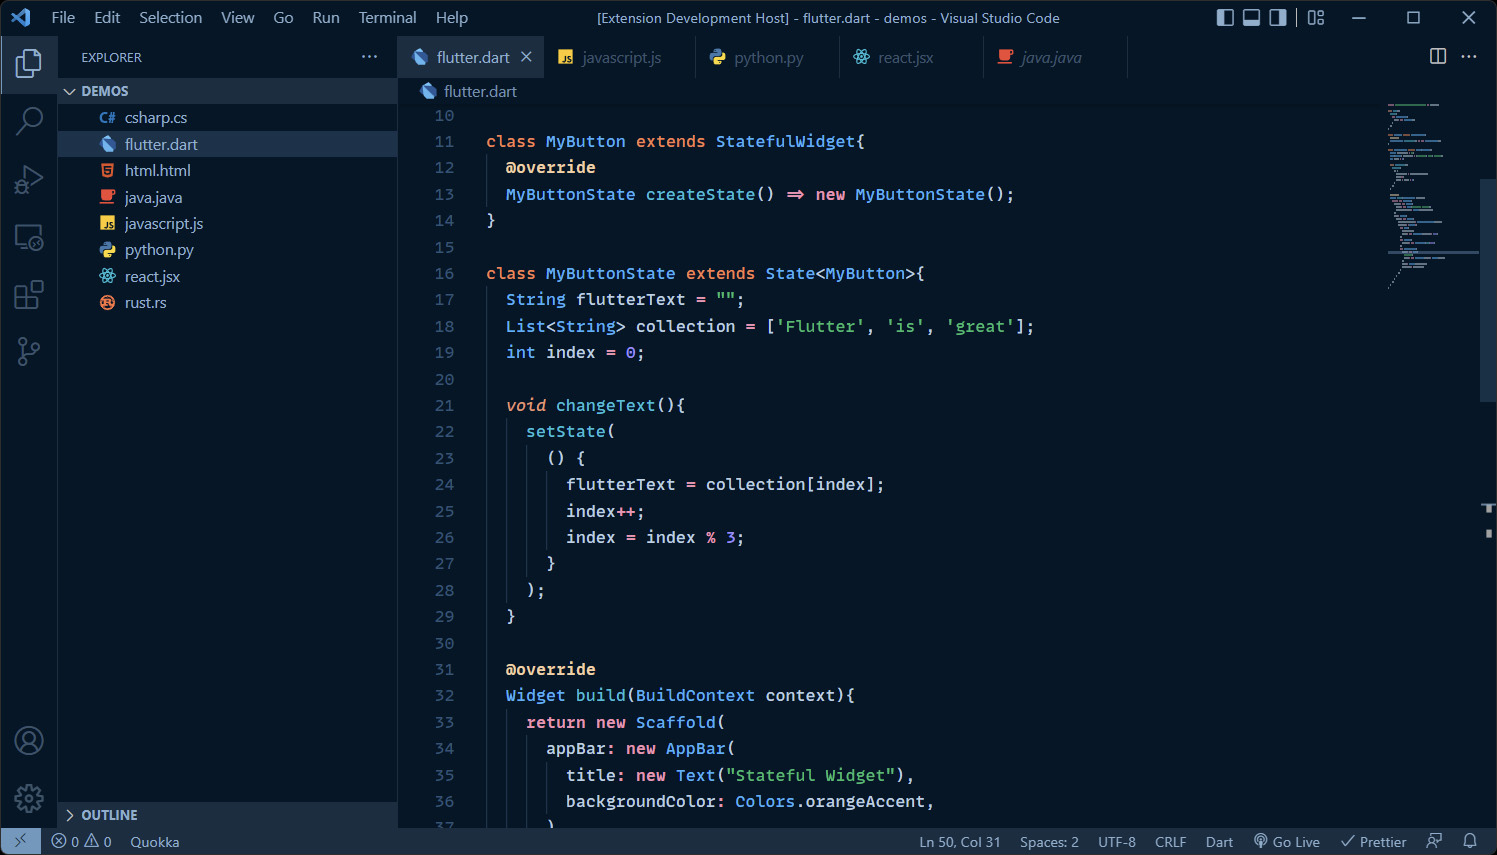 File Edit Selection View Go Run Terminal Help [Extension Development Host] - flutter.dart - demos - Visual Studio Code
EXPLORER
flutter.dart javascript.js python.py react.jsx java.java
DEMOS
C# csharp.cs
flutter.dart
html.html
java.java
JS javascript.js
python.py
react.jsx
rust.rs
OUTLINE
flutter.dart
10
11 class MyButton extends StatefulWidget{
12 @override
13 MyButtonState createState() => new MyButtonState();
14 }
15
16 class MyButtonState extends State<MyButton>{
17 String flutterText = "";
18 List<String> collection = ['Flutter', 'is', 'great'];
19 int index = 0;
20
21 void changeText(){
22 setState(
23 () {
24 flutterText = collection[index];
25 index++;
26 index = index % 3;
27 }
28 );
29 }
30
31 @override
32 Widget build(BuildContext context){
33 return new Scaffold(
34 appBar: new AppBar(
35 title: new Text("Stateful Widget"),
36 backgroundColor: Colors.orangeAccent,
37 )
0 0 Quokka Ln 50, Col 31 Spaces: 2 UTF-8 CRLF Dart Go Live Prettier